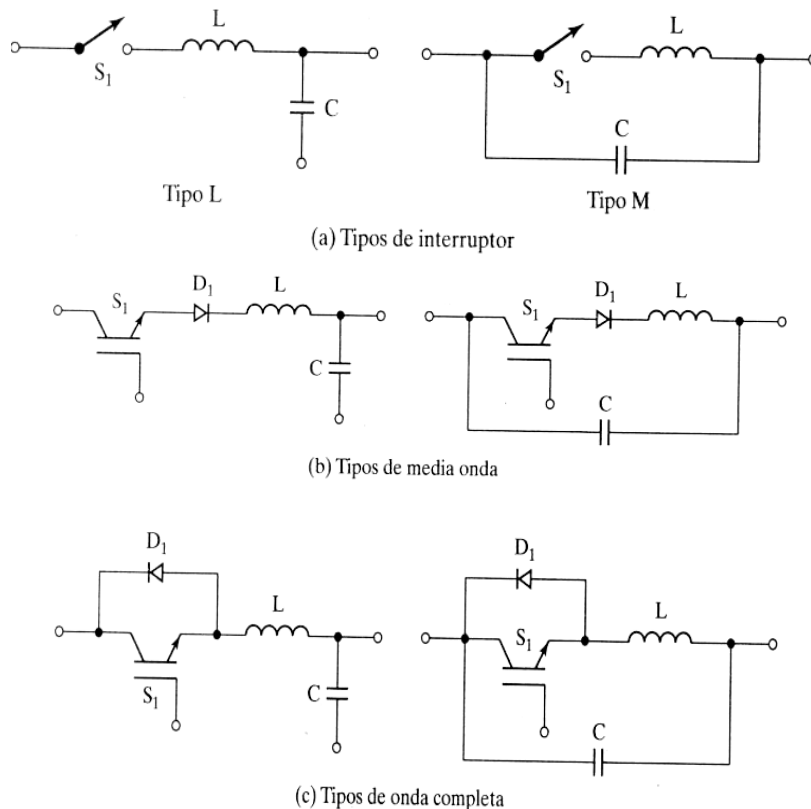 L
L
S₁
S₁
C
C
Tipo L
Tipo M
(a) Tipos de interruptor
S₁
D₁
L
C
S₁
D₁
L
C
(b) Tipos de media onda
D₁
L
S₁
C
D₁
L
S₁
C
(c) Tipos de onda completa